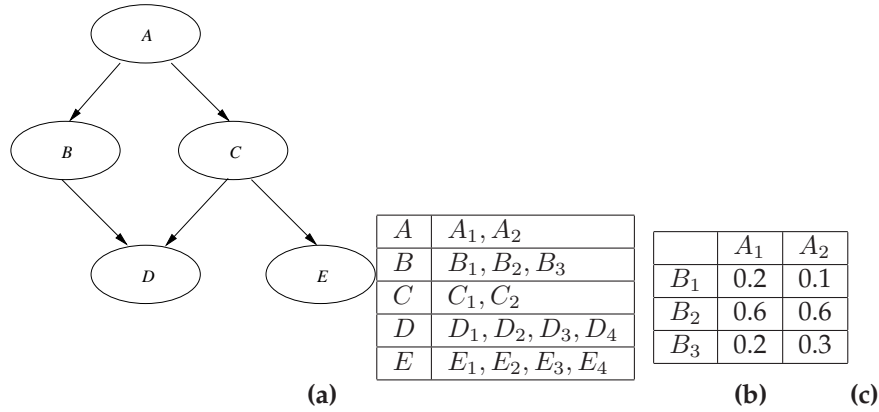 A
B C
D E
(a)
A A₁, A₂
B B₁, B₂, B₃
C C₁, C₂
D D₁, D₂, D₃, D₄
E E₁, E₂, E₃, E₄
(b)
A₁ A₂
B₁ 0.2 0.1
B₂ 0.6 0.6
B₃ 0.2 0.3
(c)